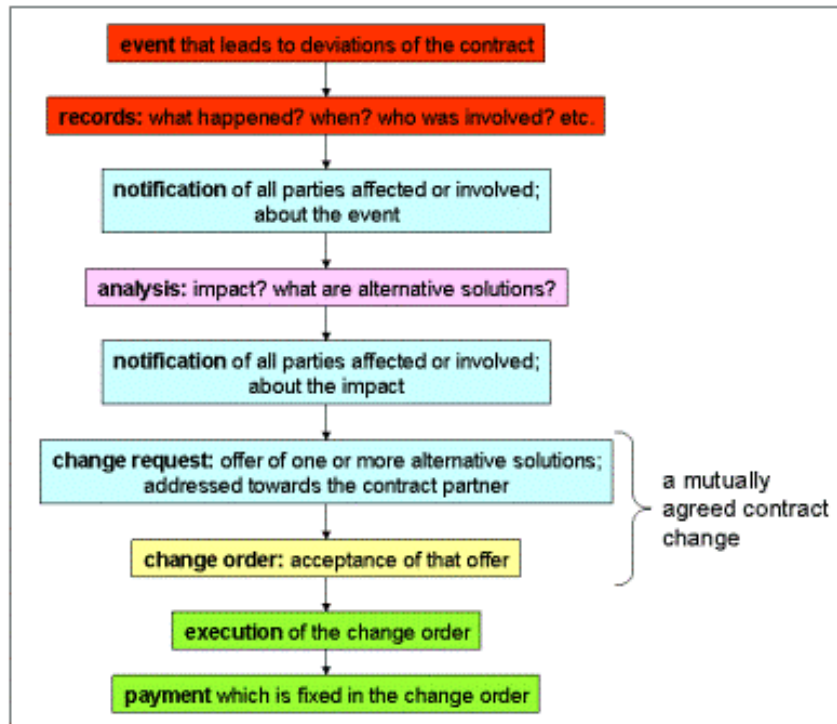 event that leads to deviations of the contract
records: what happened? when? who was involved? etc.
notification of all parties affected or involved;
about the event
analysis: impact? what are alternative solutions?
notification of all parties affected or involved;
about the impact
change request: offer of one or more alternative solutions;
addressed towards the contract partner
a mutually
agreed contract
change
change order: acceptance of that offer
execution of the change order
payment which is fixed in the change order